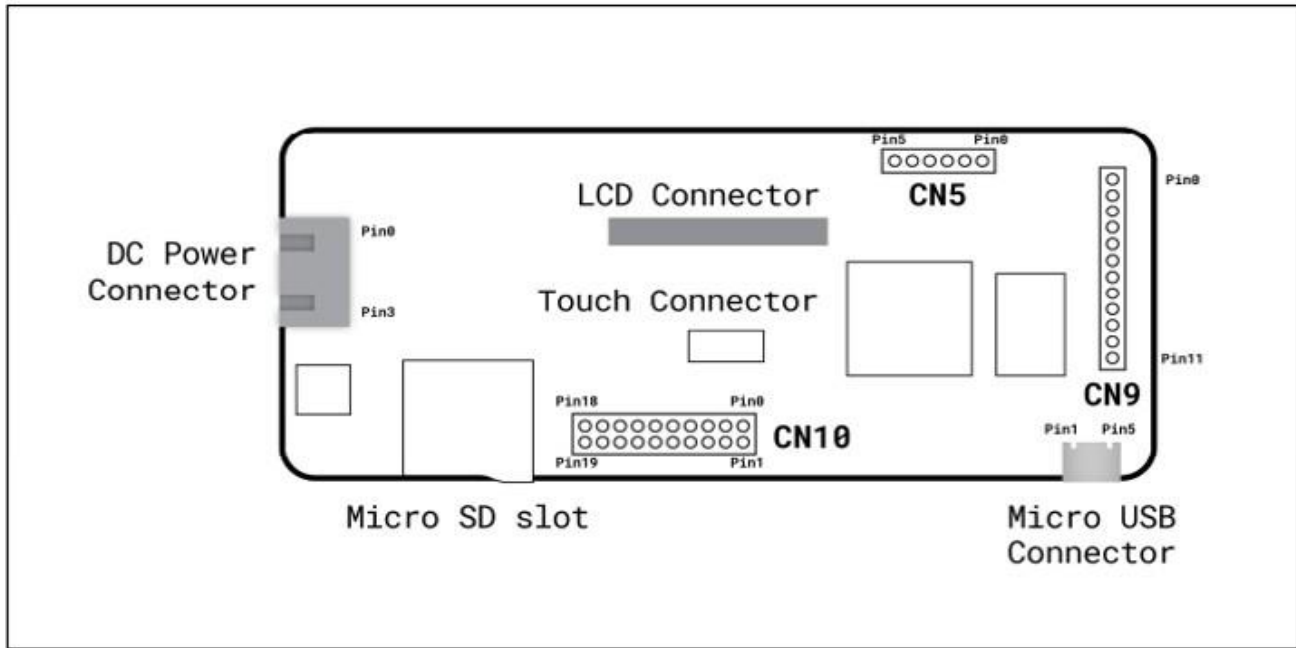 Pin5 Pin0
CN5
LCD Connector
Pin0
DC Power
Connector
Pin0
Pin3
Touch Connector
Pin11
CN9
Pin18 Pin0
CN10
Pin19 Pin1
Pin1 Pin5
Micro SD slot
Micro USB
Connector